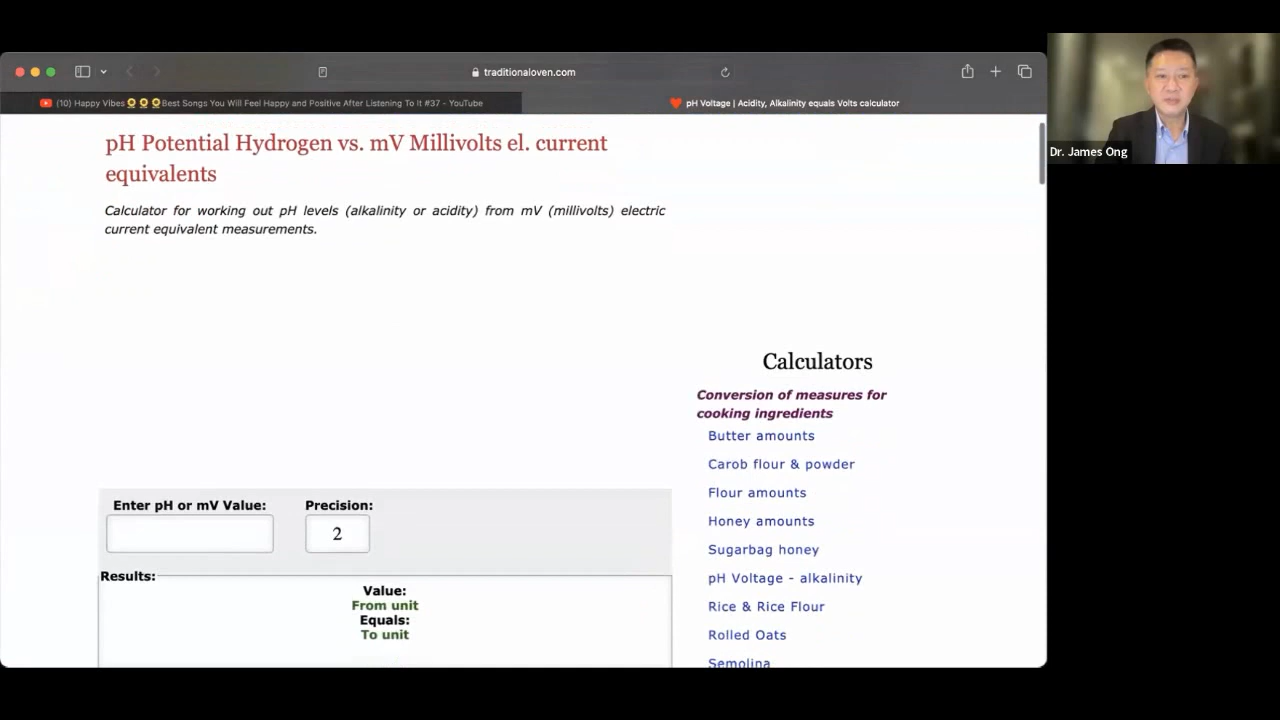 traditionaloven.com
(10) Happy Vibes🌻🌻🌻Best Songs You Will Feel Happy and Positive After Listening To It #37 - YouTube
pH Voltage | Acidity, Alkalinity equals Volts calculator
Dr. James Ong
pH Potential Hydrogen vs. mV Millivolts el. current
equivalents
Calculator for working out pH levels (alkalinity or acidity) from mV (millivolts) electric
current equivalent measurements.
Enter pH or mV Value:
Precision:
2
Results:
Value:
From unit
Equals:
To unit
Calculators
Conversion of measures for
cooking ingredients
Butter amounts
Carob flour & powder
Flour amounts
Honey amounts
Sugarbag honey
pH Voltage - alkalinity
Rice & Rice Flour
Rolled Oats
Semolina